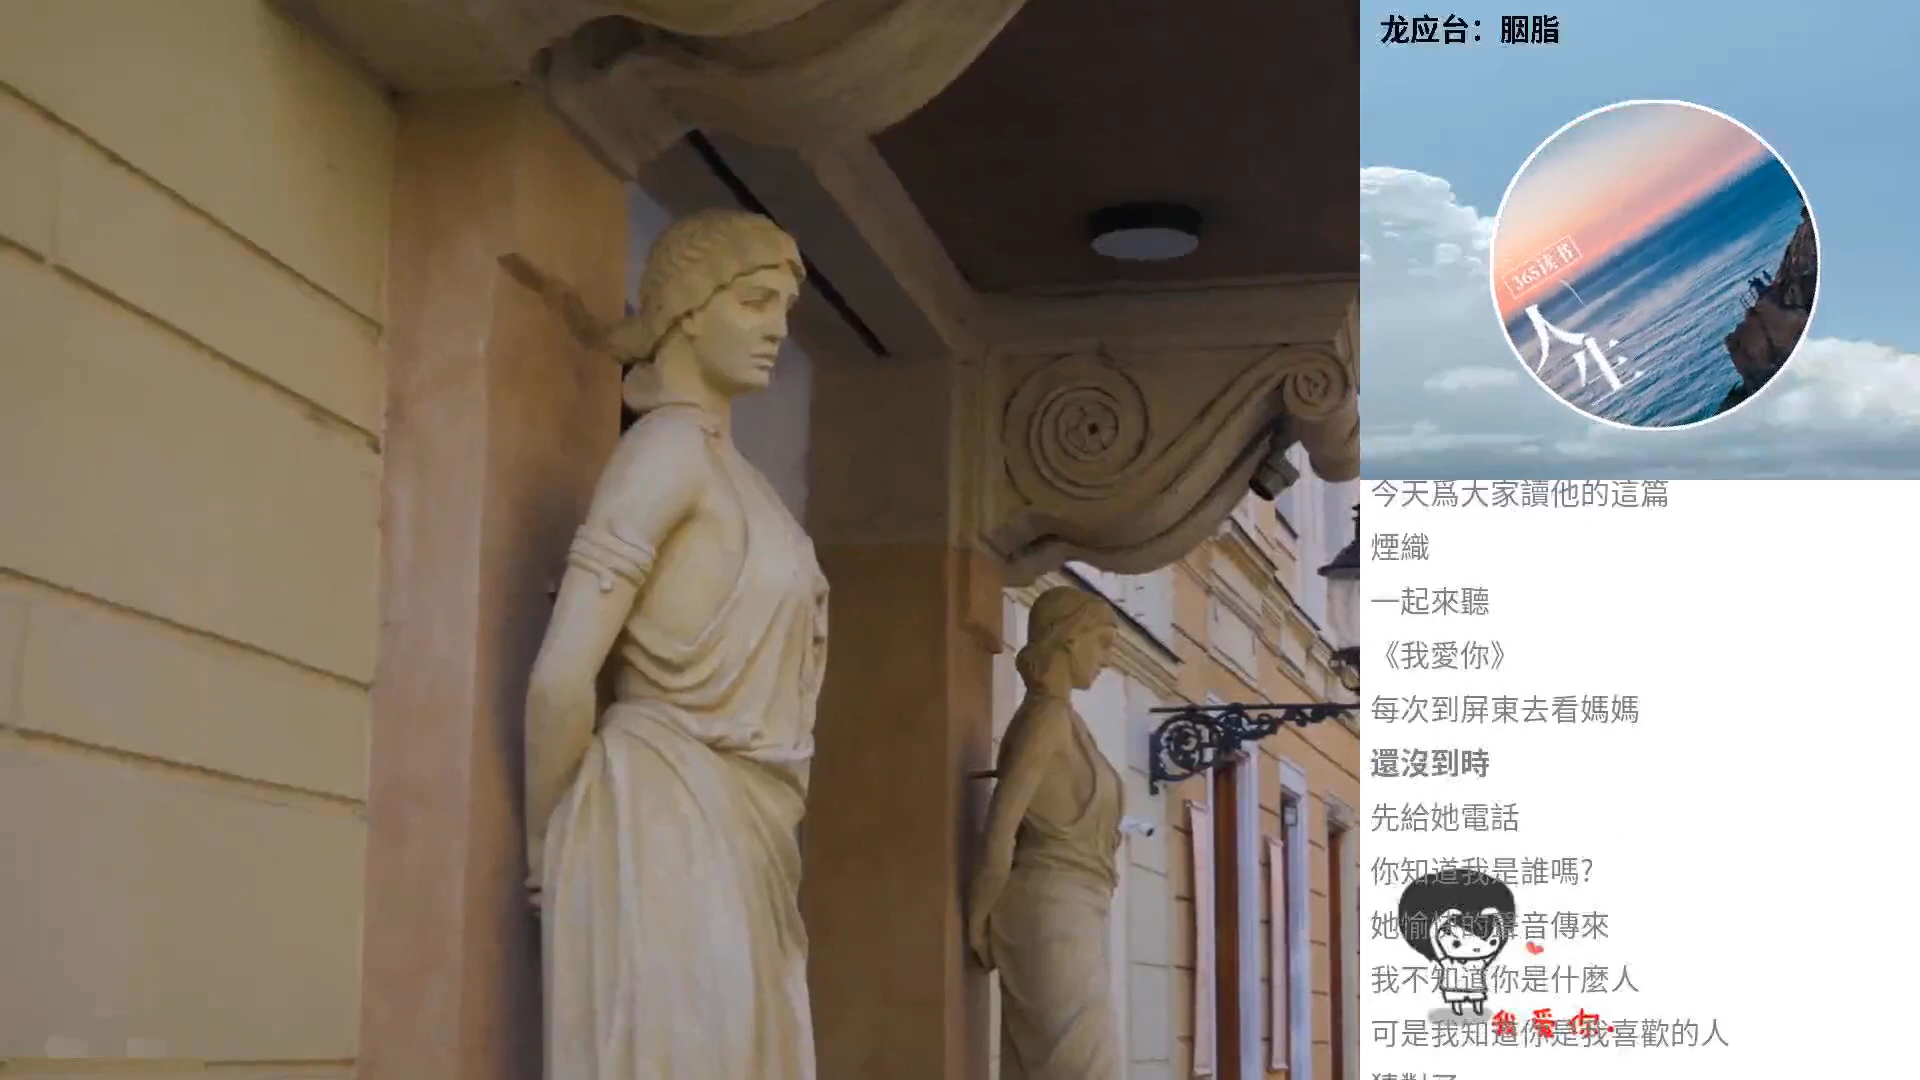 龙应台：胭脂
365读书
人生
今天爲大家讀他的這篇
煙織
一起來聽
《我愛你》
每次到屏東去看媽媽
還沒到時
先給她電話
你知道我是誰嗎?
她愉快的聲音傳來
我不知道你是什麼人
我愛你.
可是我知道你是我喜歡的人